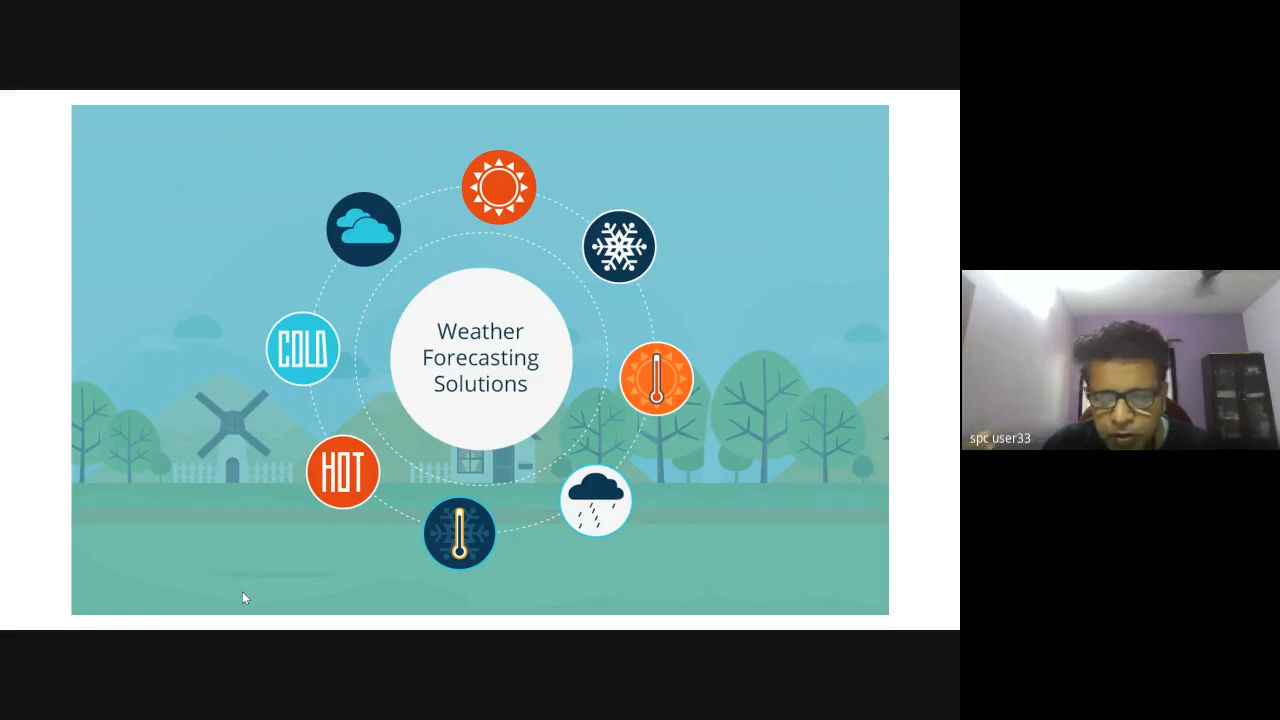 Weather
Forecasting
Solutions
COLD
HOT
spc user33